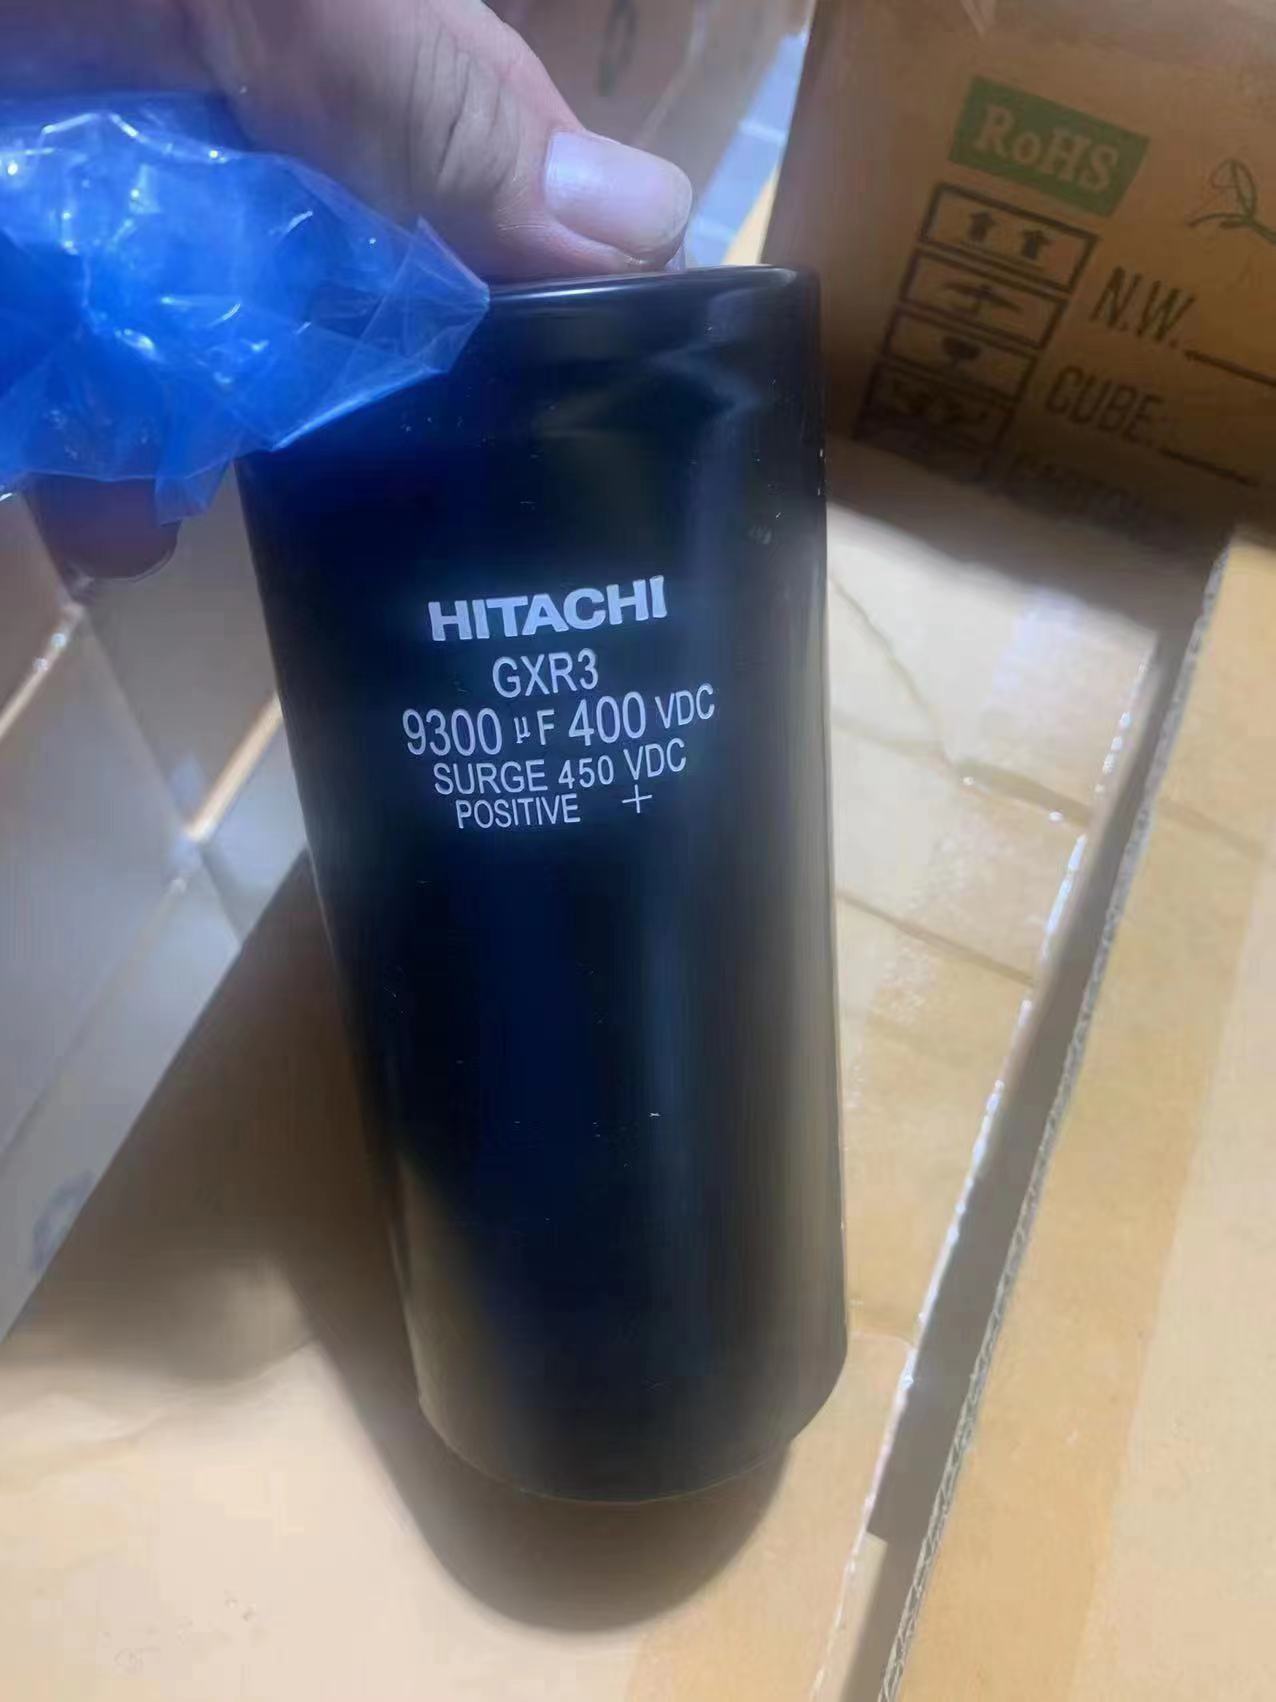 HITACHI
GXR3
9300 µF 400 VDC
SURGE 450 VDC
POSITIVE +
RoHS
N.W.
CUBE.